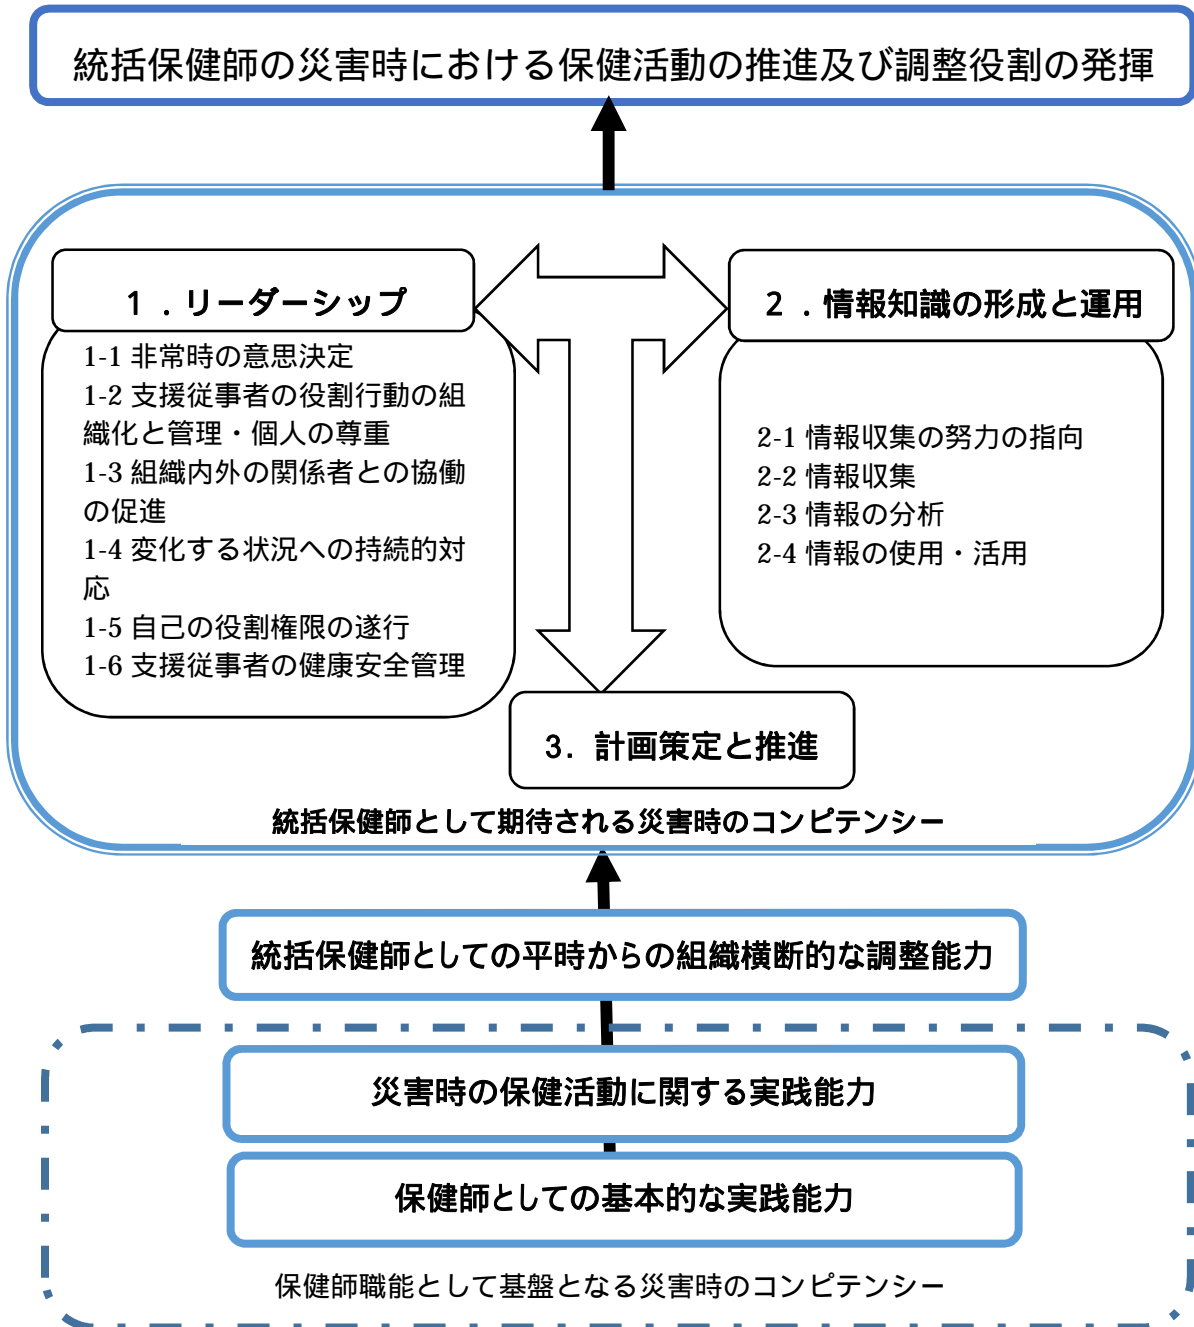 統括保健師の災害時における保健活動の推進及び調整役割の発揮
1．リーダーシップ
1-1 非常時の意思決定
1-2 支援従事者の役割行動の組
織化と管理・個人の尊重
1-3 組織内外の関係者との協働
の促進
1-4 変化する状況への持続的対
応
1-5 自己の役割権限の遂行
1-6 支援従事者の健康安全管理
2．情報知識の形成と運用
2-1 情報収集の努力の指向
2-2 情報収集
2-3 情報の分析
2-4 情報の使用・活用
3．計画策定と推進
統括保健師として期待される災害時のコンピテンシー
統括保健師としての平時からの組織横断的な調整能力
災害時の保健活動に関する実践能力
保健師としての基本的な実践能力
保健師職能として基盤となる災害時のコンピテンシー